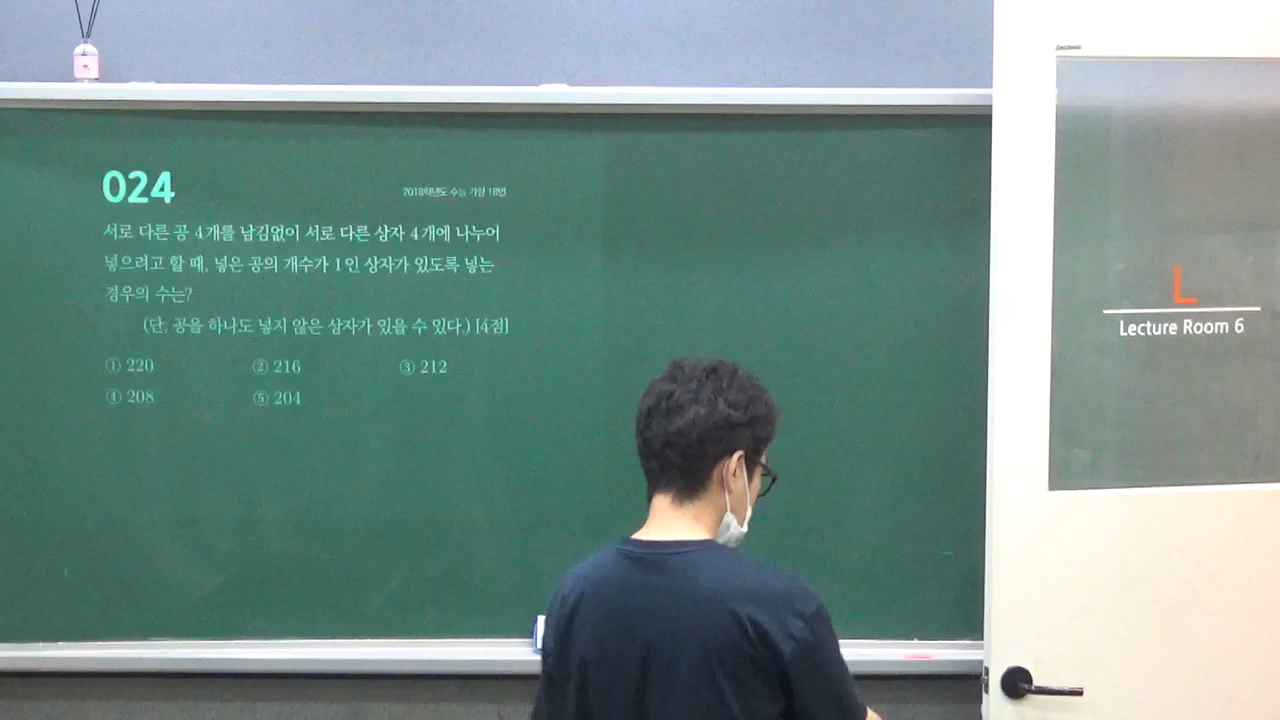 024
2018학년도 수능 가형 18번
서로 다른 공 4개를 남김없이 서로 다른 상자 4개에 나누어
넣으려고 할 때, 넣은 공의 개수가 1인 상자가 있도록 넣는
경우의 수는?
(단, 공을 하나도 넣지 않은 상자가 있을 수 있다.) [4점]
① 220 ② 216 ③ 212
④ 208 ⑤ 204
L
Lecture Room 6